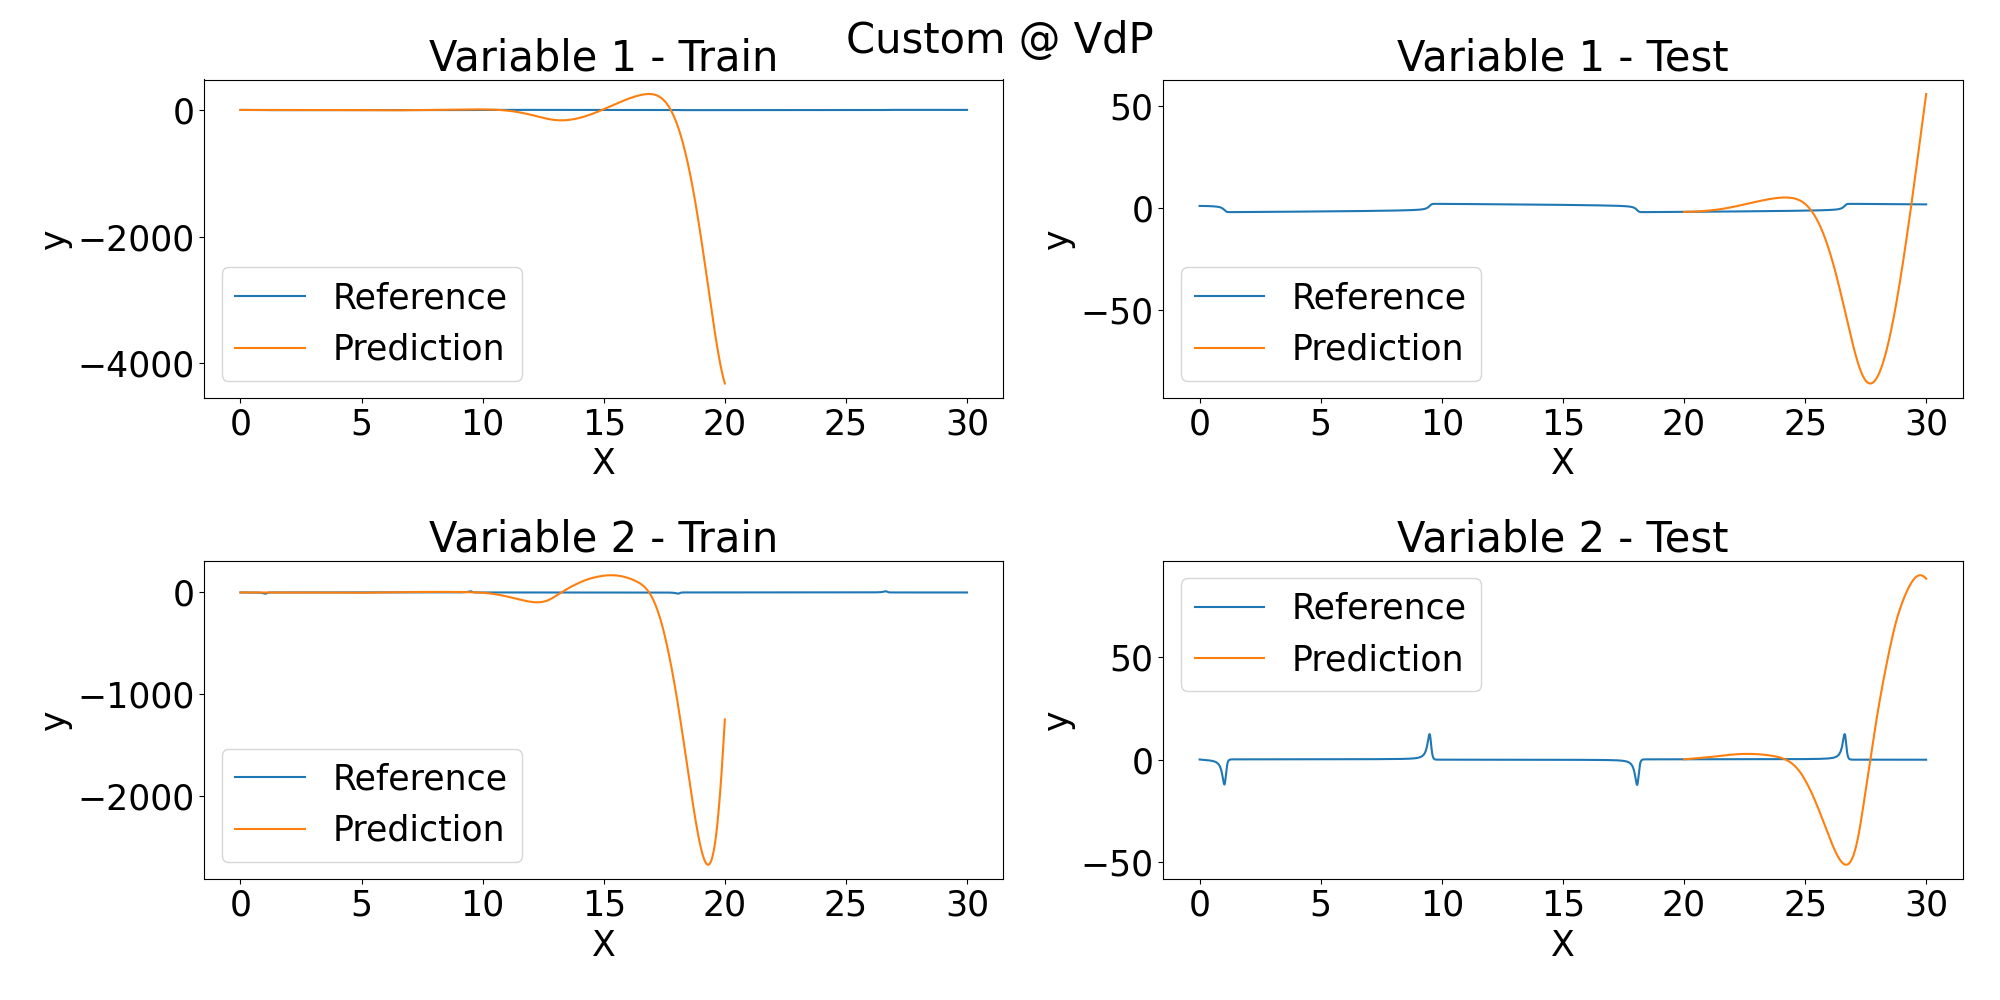 Custom @ VdP
Variable 1 - Train
0
−2000
−4000
y
Reference
Prediction
0 5 10 15 20 25 30
X
Variable 1 - Test
50
0
−50
y
Reference
Prediction
0 5 10 15 20 25 30
X
Variable 2 - Train
0
−1000
−2000
y
Reference
Prediction
0 5 10 15 20 25 30
X
Variable 2 - Test
50
0
−50
y
Reference
Prediction
0 5 10 15 20 25 30
X